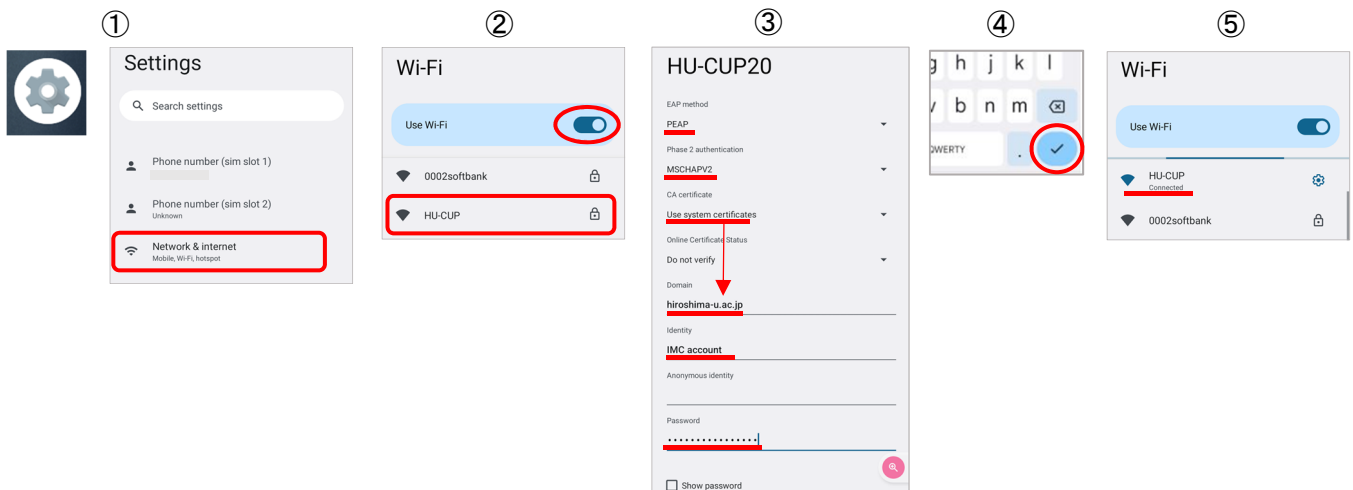 ①
Settings
Search settings
Phone number (sim slot 1)
Phone number (sim slot 2)
Unknown
Network & internet
Mobile, Wi-Fi, hotspot
②
Wi-Fi
Use Wi-Fi
0002softbank
HU-CUP
③
HU-CUP20
EAP method
PEAP
Phase 2 authentication
MSCHAPV2
CA certificate
Use system certificates
Online Certificate Status
Do not verify
Domain
hiroshima-u.ac.jp
Identity
IMC account
Anonymous identity
Password
••••••••••••••••
Show password
④
g h j k l
v b n m
QWERTY .
⑤
Wi-Fi
Use Wi-Fi
HU-CUP
Connected
0002softbank